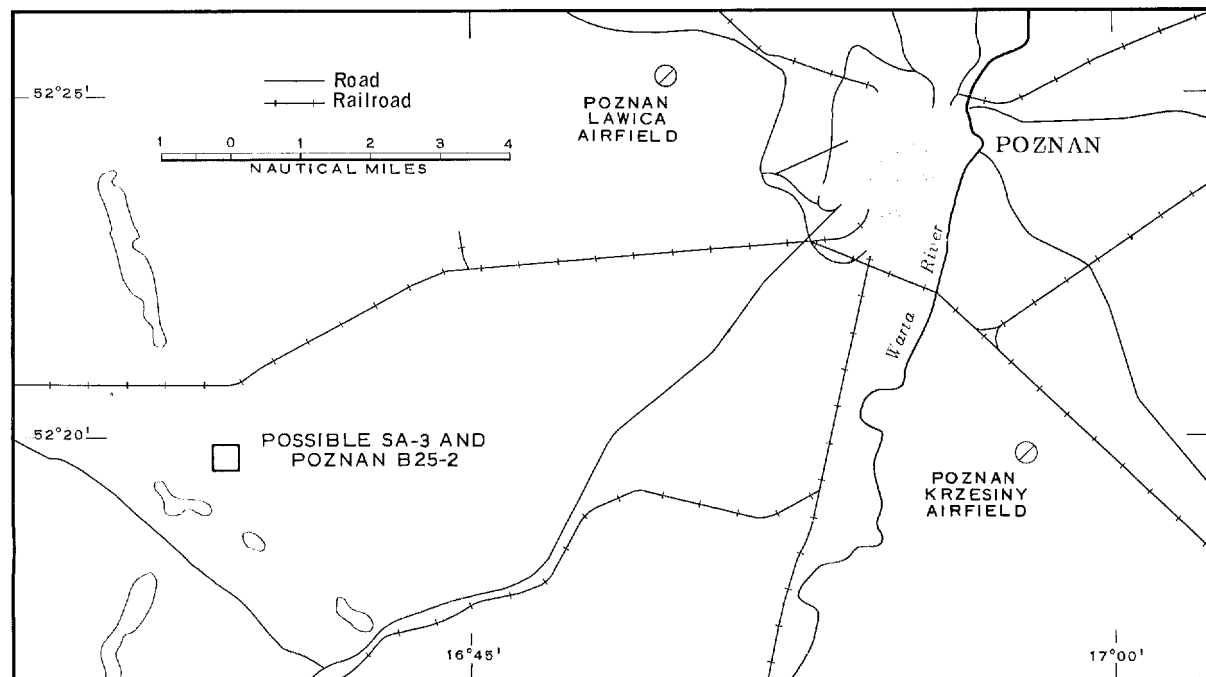 Road
Railroad
52°25'
1 0 1 2 3 4
NAUTICAL MILES
POZNAN
LAWICA
AIRFIELD
POZNAN
Warta River
52°20'
POSSIBLE SA-3 AND
POZNAN B25-2
POZNAN
KRZESINY
AIRFIELD
16°45'
17°00'